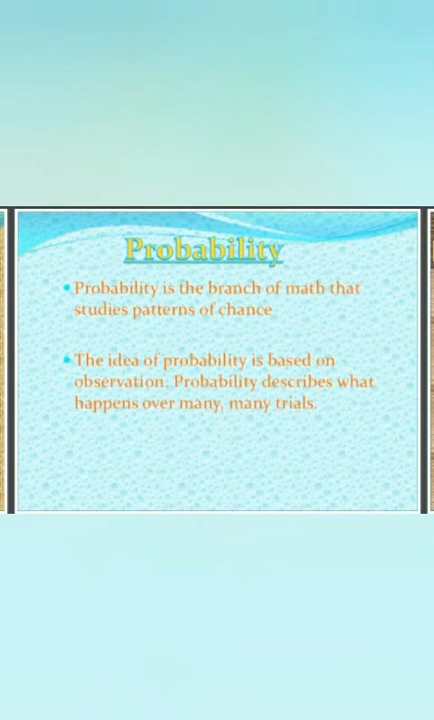 Probability
• Probability is the branch of math that
studies patterns of chance
• The idea of probability is based on
observation. Probability describes what
happens over many, many trials.